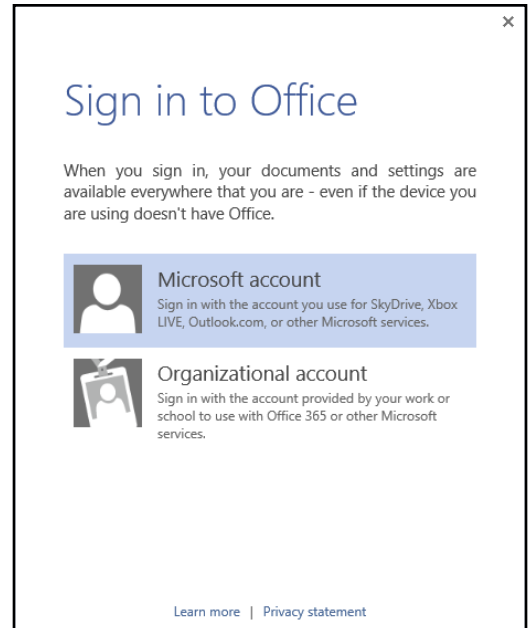 Sign in to Office
When you sign in, your documents and settings are
available everywhere that you are - even if the device you
are using doesn't have Office.
Microsoft account
Sign in with the account you use for SkyDrive, Xbox
LIVE, Outlook.com, or other Microsoft services.
Organizational account
Sign in with the account provided by your work or
school to use with Office 365 or other Microsoft
services.
Learn more | Privacy statement